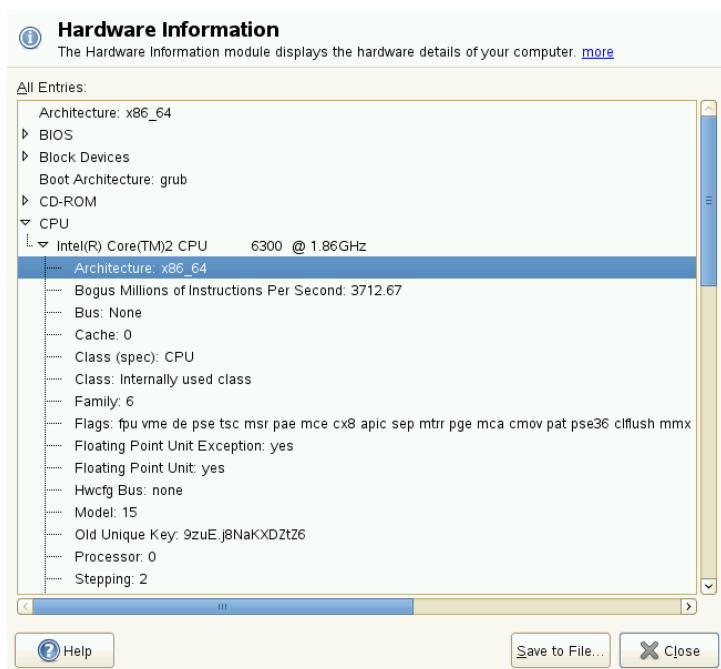 Hardware Information
The Hardware Information module displays the hardware details of your computer. more
All Entries:
Architecture: x86_64
BIOS
Block Devices
Boot Architecture: grub
CD-ROM
CPU
Intel(R) Core(TM)2 CPU 6300 @ 1.86GHz
Architecture: x86_64
Bogus Millions of Instructions Per Second: 3712.67
Bus: None
Cache: 0
Class (spec): CPU
Class: Internally used class
Family: 6
Flags: fpu vme de pse tsc msr pae mce cx8 apic sep mtrr pge mca cmov pat pse36 clflush mmx
Floating Point Unit Exception: yes
Floating Point Unit: yes
Hwcfg Bus: none
Model: 15
Old Unique Key: 9zuE.j8NaKXDZtZ6
Processor: 0
Stepping: 2
Help
Save to File...
Close